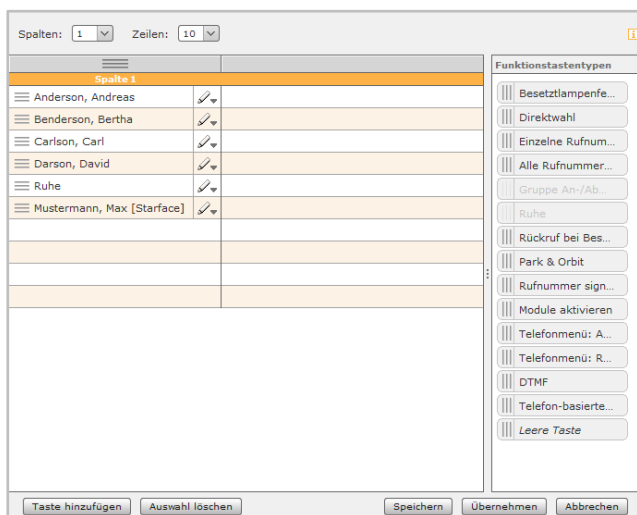 Spalten: 1 Zeilen: 10
Funktionstastentypen
Spalte 1
Anderson, Andreas
Benderson, Bertha
Carlson, Carl
Darson, David
Ruhe
Mustermann, Max [Starface]
Besetztlampenfe...
Direktwahl
Einzelne Rufnum...
Alle Rufnummer...
Gruppe An-/Ab...
Ruhe
Rückruf bei Bes...
Park & Orbit
Rufnummer sign...
Module aktivieren
Telefonmenü: A...
Telefonmenü: R...
DTMF
Telefon-basierte...
Leere Taste
Taste hinzufügen Auswahl löschen Speichern Übernehmen Abbrechen